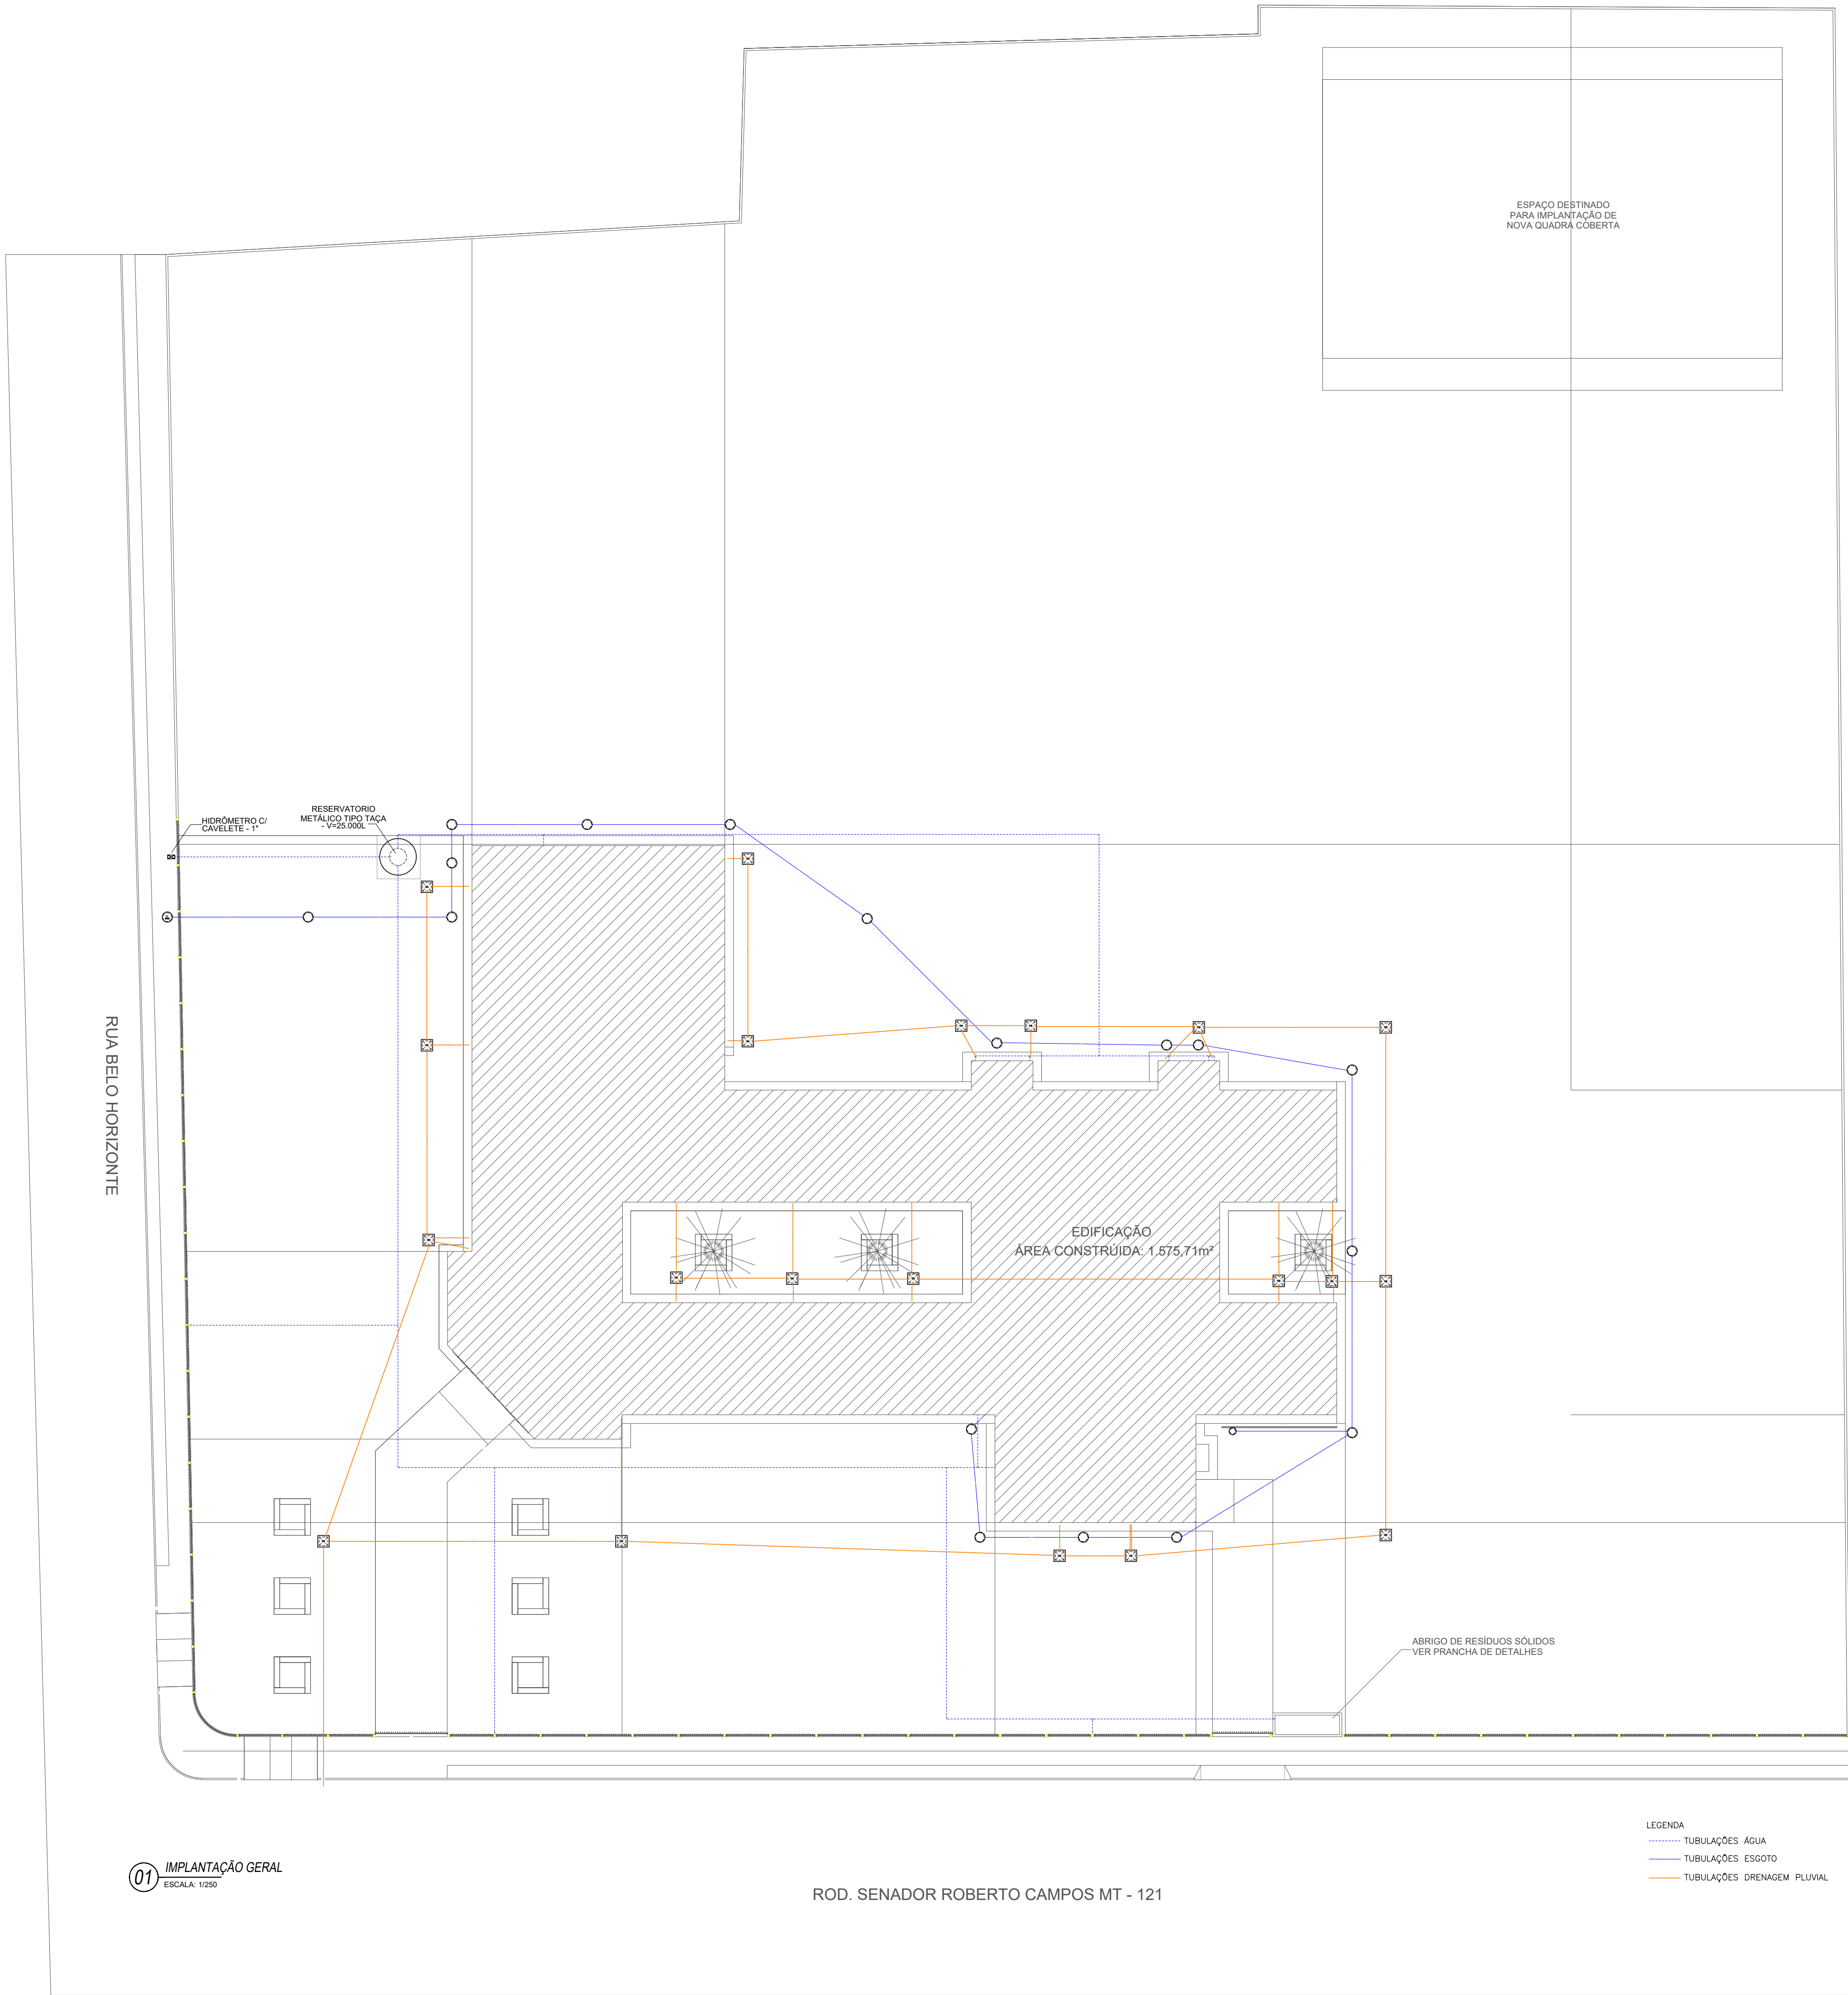 ESPAÇO DESTINADO
PARA IMPLANTAÇÃO DE
NOVA QUADRA COBERTA
HIDRÔMETRO C/
CAVELETE - 1"
RESERVATORIO
METÁLICO TIPO TAÇA
- V=25.000L
RUA BELO HORIZONTE
EDIFICAÇÃO
ÁREA CONSTRUÍDA: 1.575,71m²
ABRIGO DE RESÍDUOS SÓLIDOS
VER PRANCHA DE DETALHES
LEGENDA
TUBULAÇÕES ÁGUA
TUBULAÇÕES ESGOTO
TUBULAÇÕES DRENAGEM PLUVIAL
01 IMPLANTAÇÃO GERAL
ESCALA: 1/250
ROD. SENADOR ROBERTO CAMPOS MT - 121